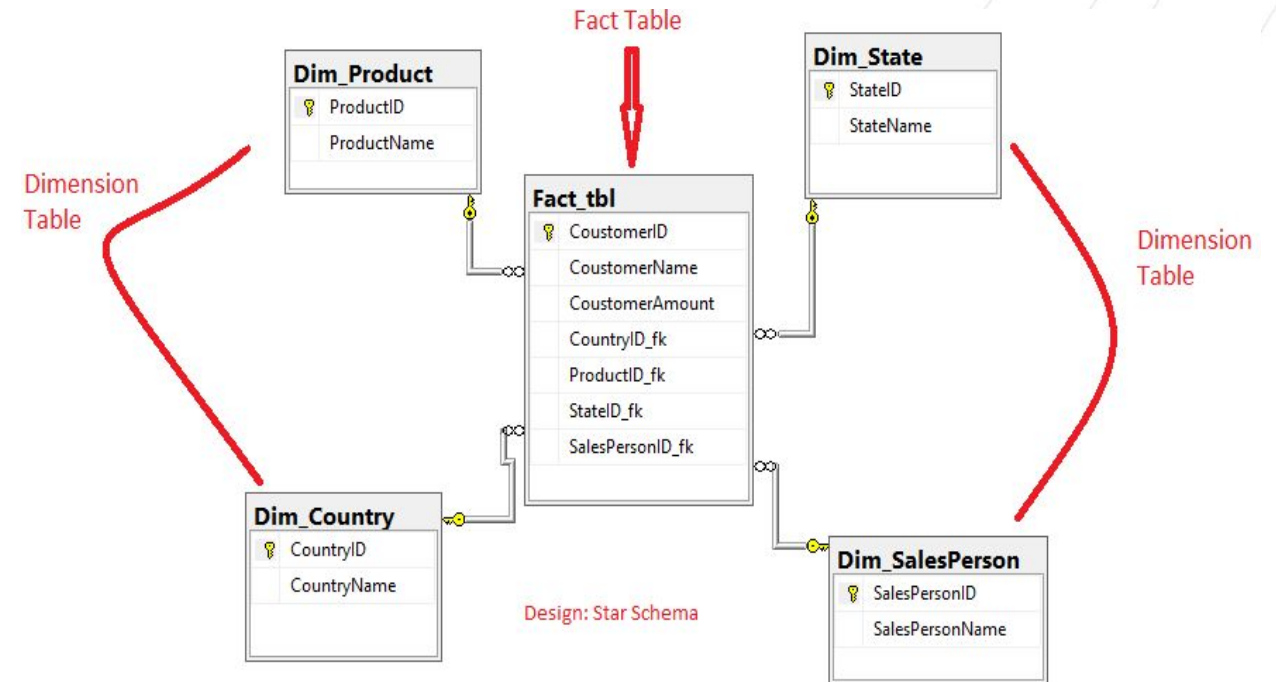 Fact Table
Dim_Product
ProductID
ProductName
Dim_State
StateID
StateName
Dimension
Table
Fact_tbl
CoustomerID
CoustomerName
CoustomerAmount
CountryID_fk
ProductID_fk
StateID_fk
SalesPersonID_fk
Dimension
Table
Dim_Country
CountryID
CountryName
Design: Star Schema
Dim_SalesPerson
SalesPersonID
SalesPersonName